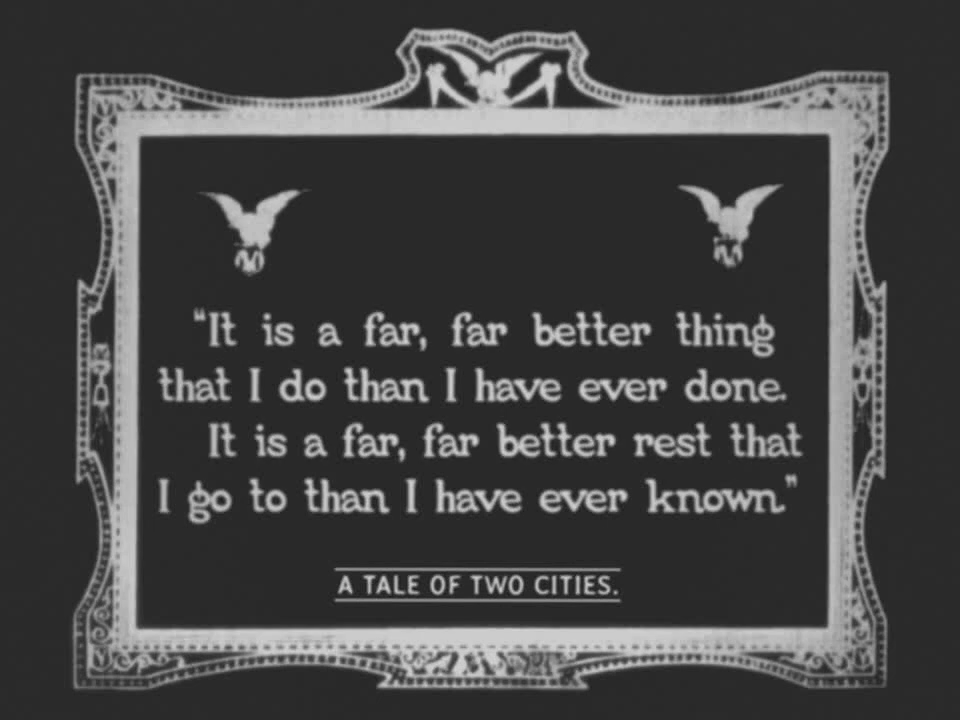 “It is a far, far better thing
that I do than I have ever done.
It is a far, far better rest that
I go to than I have ever known.”
A TALE OF TWO CITIES.